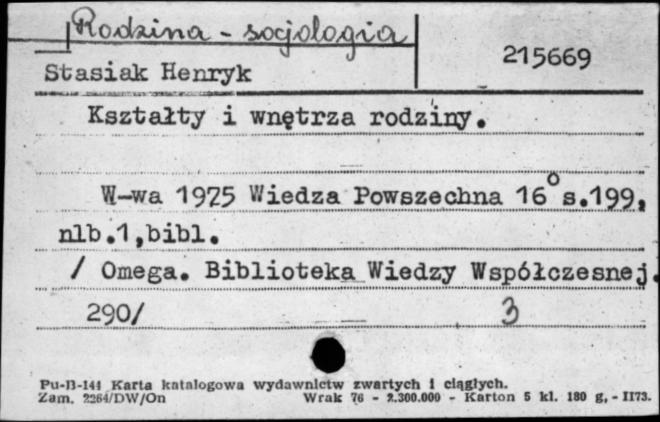 Rodzina - socjologia
215669
Stasiak Henryk
Kształty i wnętrza rodziny.
W-wa 1975 Wiedza Powszechna 16° s.199,
nlb.1,bibl.
/ Omega. Biblioteka Wiedzy Współczesnej.
290/ 3
Pu-B-141 Karta katalogowa wydawnictw zwartych i ciągłych.
Zam. 2264/DW/On Wrak 76 - 2.300.000 - Karton 5 kl. 180 g, - II73.